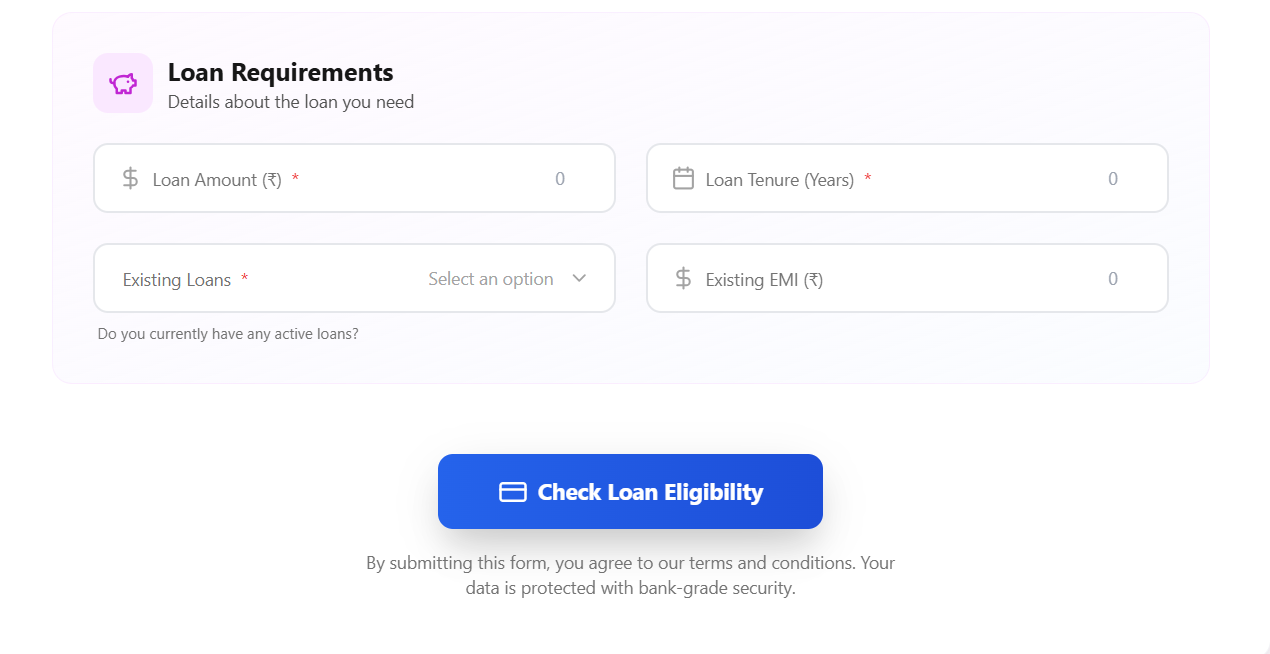 Loan Requirements
Details about the loan you need
Loan Amount (₹) * 0
Loan Tenure (Years) * 0
Existing Loans * Select an option
Existing EMI (₹) 0
Do you currently have any active loans?
Check Loan Eligibility
By submitting this form, you agree to our terms and conditions. Your
data is protected with bank-grade security.